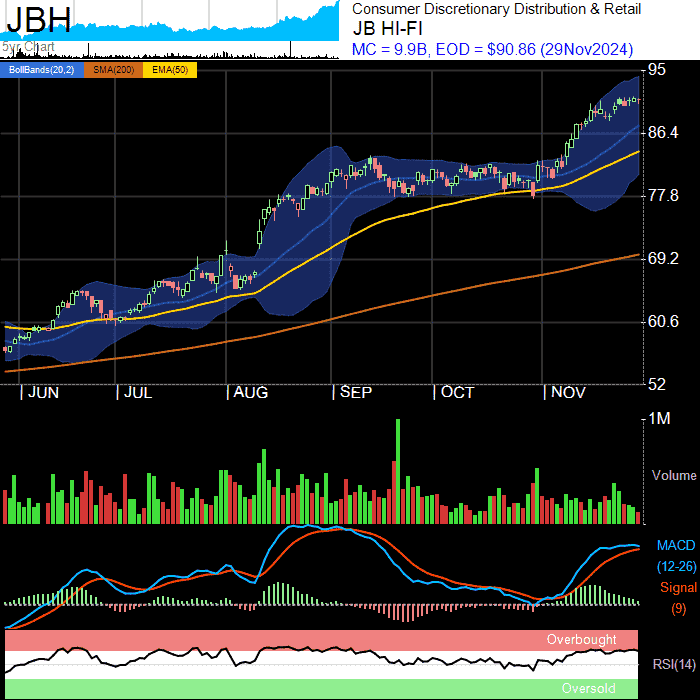 JBH
5yr Chart
Consumer Discretionary Distribution & Retail
JB HI-FI
MC = 9.9B, EOD = $90.86 (29Nov2024)
BollBands(20,2) SMA(200) EMA(50)
95
86.4
77.8
69.2
60.6
52
JUN JUL AUG SEP OCT NOV
1M
Volume
MACD
(12-26)
Signal
(9)
Overbought
RSI(14)
Oversold